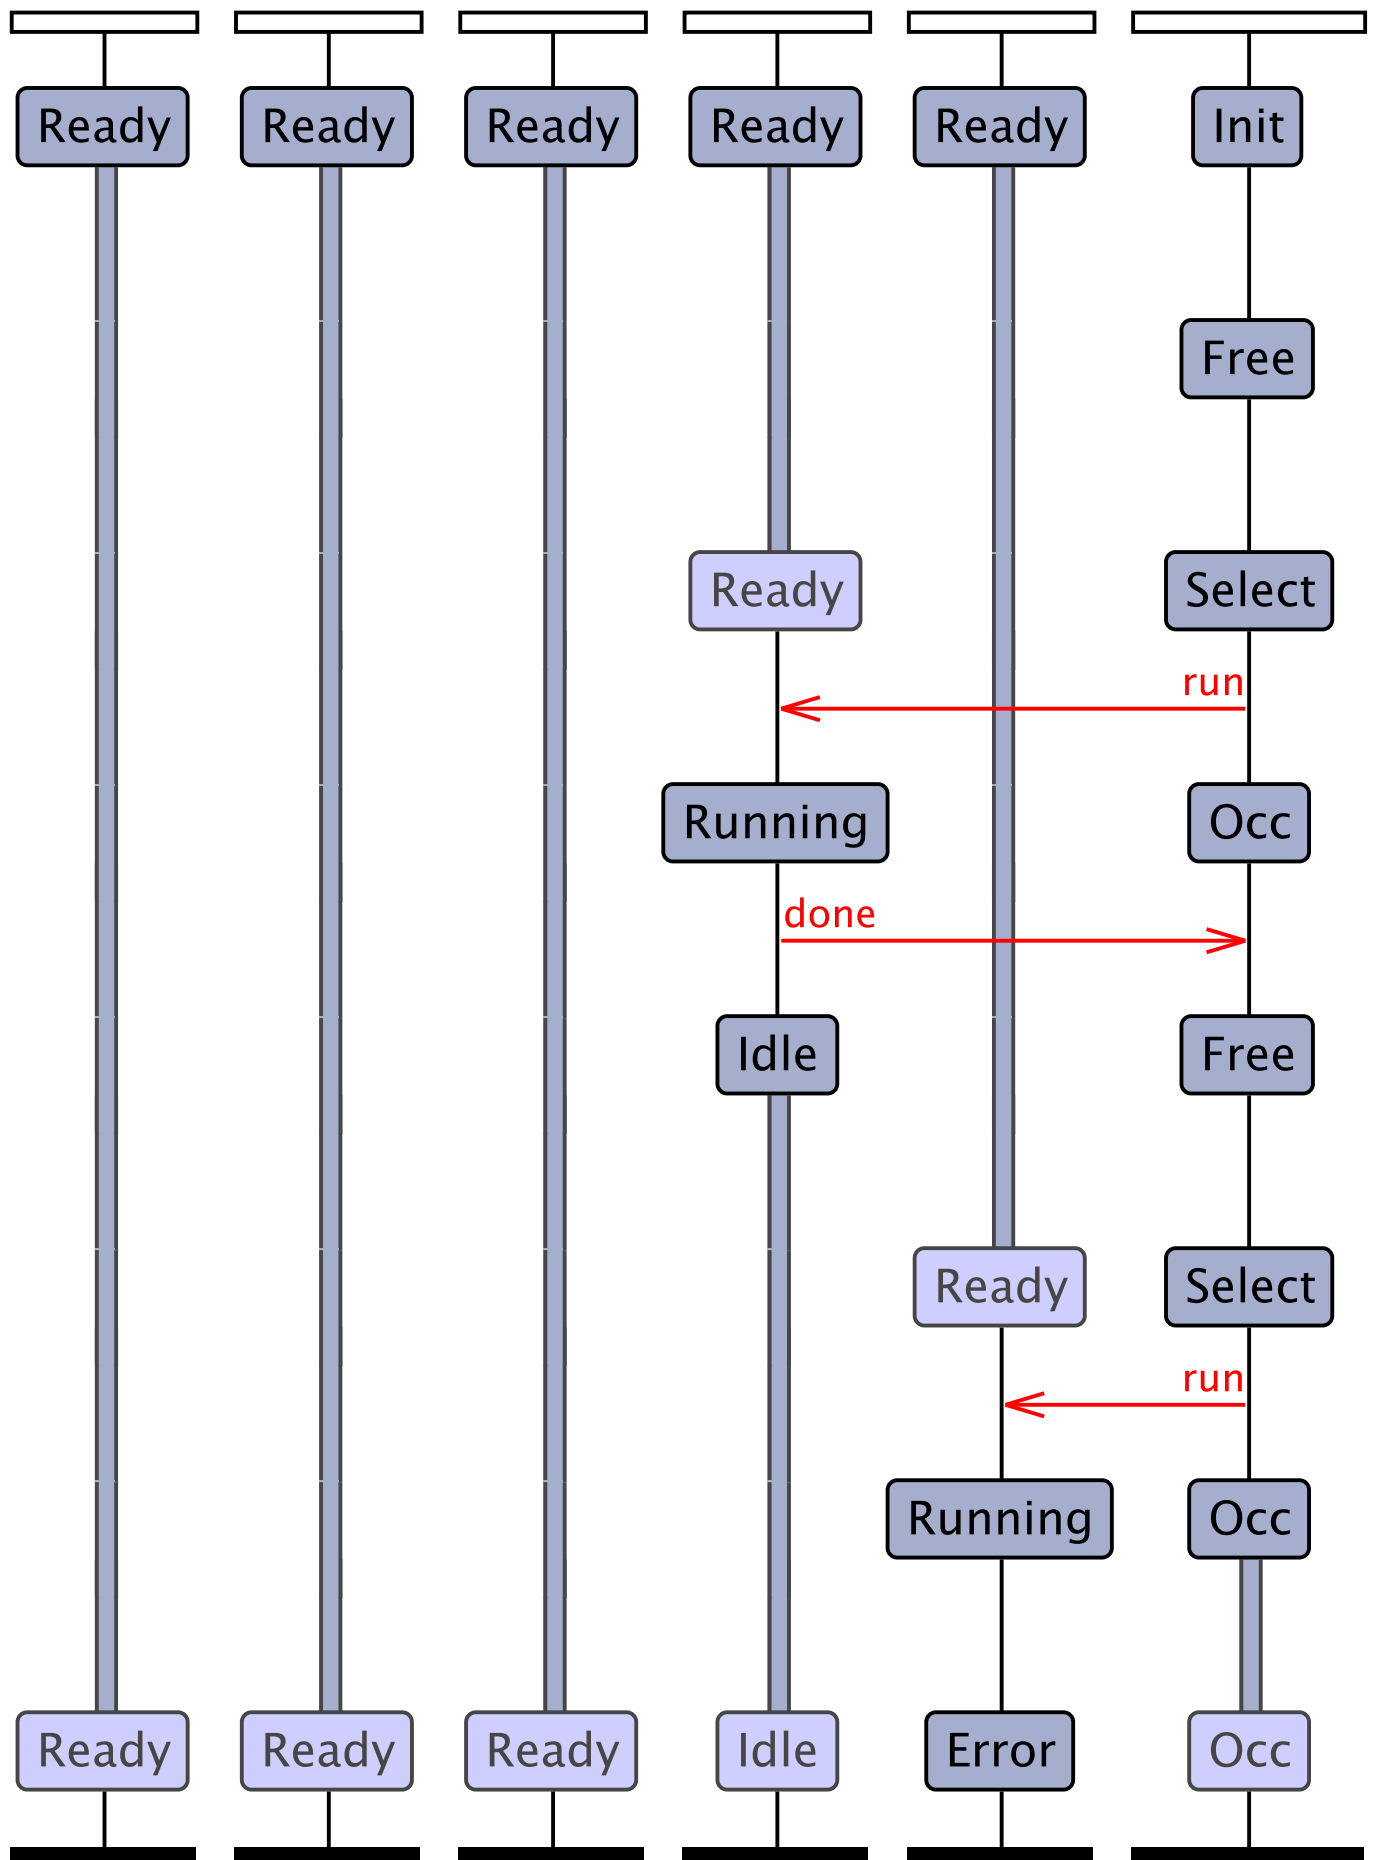 Ready Ready Ready Ready Ready Init
Free
Ready Select
run
Running Occ
done
Idle Free
Ready Select
run
Running Occ
Ready Ready Ready Idle Error Occ